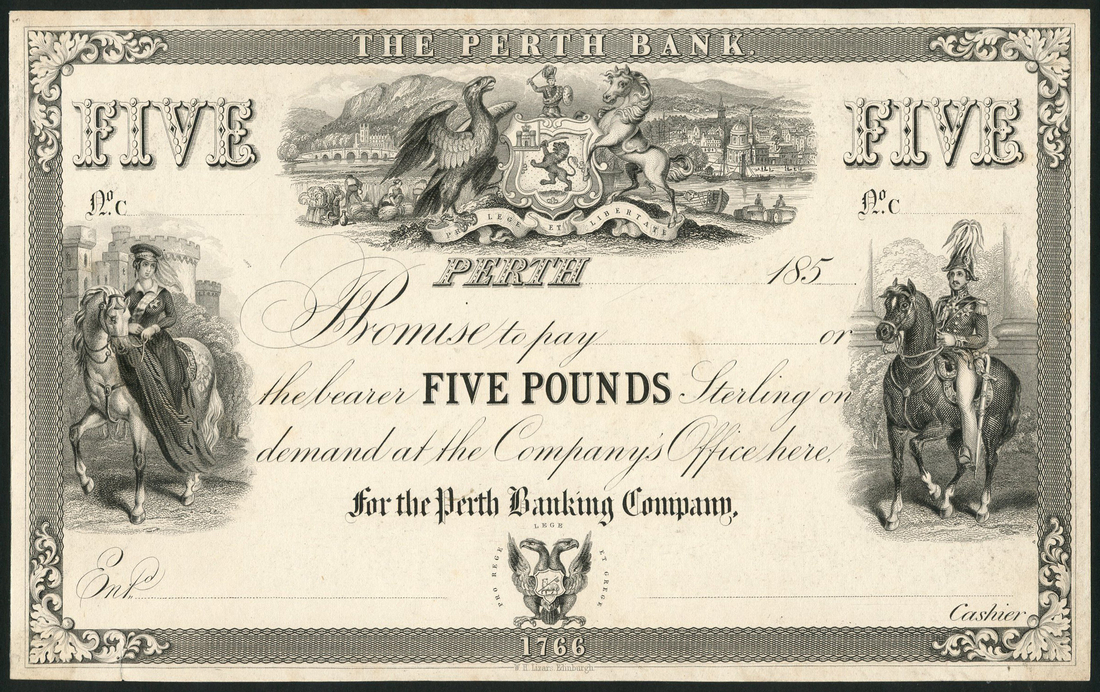 THE PERTH BANK.
FIVE FIVE
No. C No. C
PRO LEGE ET LIBERTATE
PERTH 185
I Promise to pay or
the bearer FIVE POUNDS Sterling on
demand at the Company's Office here,
For the Perth Banking Company,
PRO REGE LEGE ET GREGE
Entd.
Cashier
1766
W. H. Lizars Edinburgh.